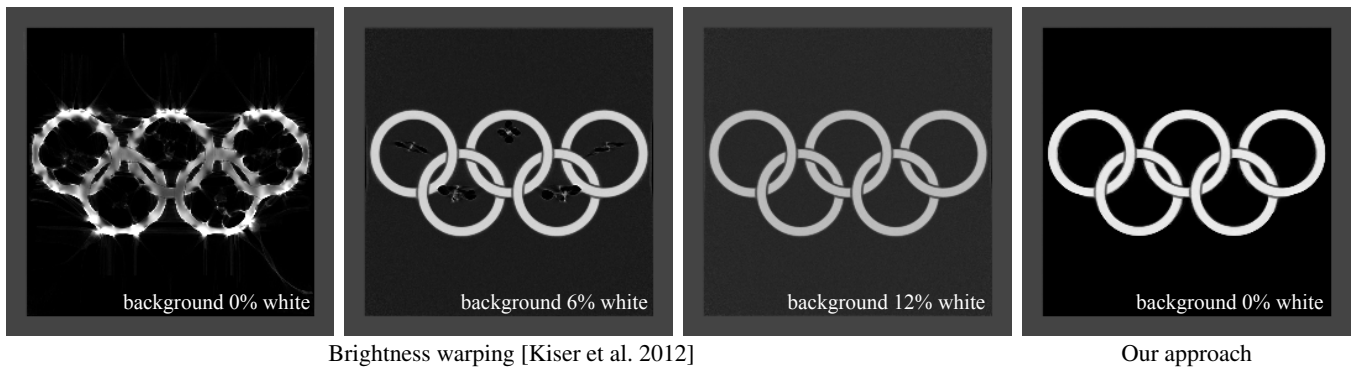 background 0% white
background 6% white
background 12% white
background 0% white
Brightness warping [Kiser et al. 2012]
Our approach